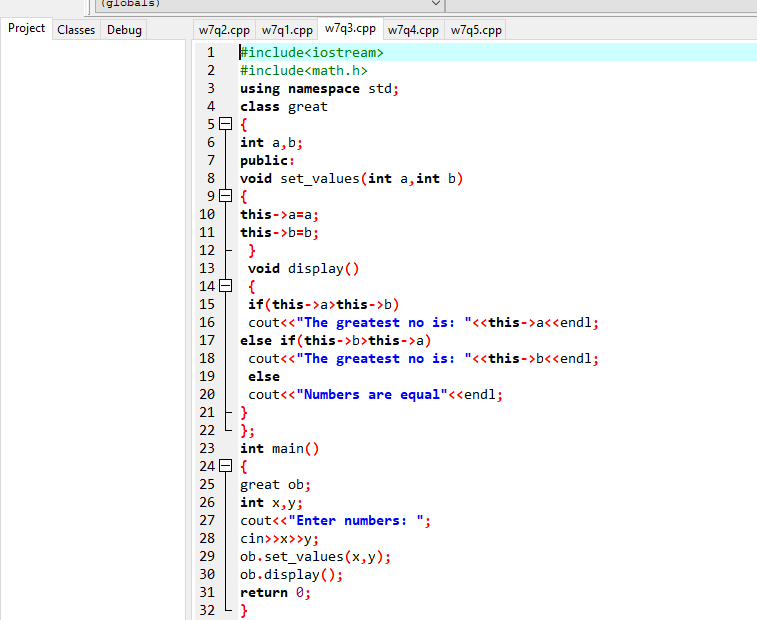 (globals)
Project Classes Debug
w7q2.cpp w7q1.cpp w7q3.cpp w7q4.cpp w7q5.cpp
1 #include<iostream>
2 #include<math.h>
3 using namespace std;
4 class great
5 {
6 int a,b;
7 public:
8 void set_values(int a,int b)
9 {
10 this->a=a;
11 this->b=b;
12 }
13 void display()
14 {
15 if(this->a>this->b)
16 cout<<"The greatest no is: "<<this->a<<endl;
17 else if(this->b>this->a)
18 cout<<"The greatest no is: "<<this->b<<endl;
19 else
20 cout<<"Numbers are equal"<<endl;
21 }
22 };
23 int main()
24 {
25 great ob;
26 int x,y;
27 cout<<"Enter numbers: ";
28 cin>>x>>y;
29 ob.set_values(x,y);
30 ob.display();
31 return 0;
32 }